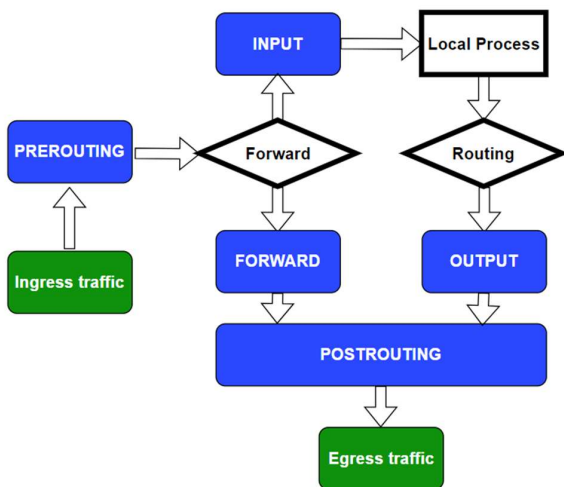 INPUT
Local Process
PREROUTING
Forward
Routing
Ingress traffic
FORWARD
OUTPUT
POSTROUTING
Egress traffic